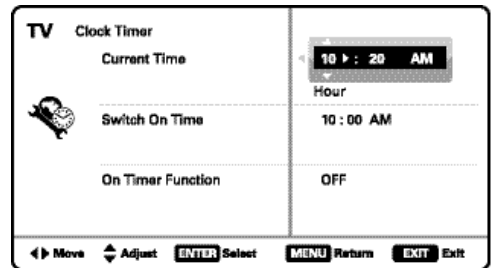 TV Clock Timer
Current Time 10 : 20 AM
Hour
Switch On Time 10 : 00 AM
On Timer Function OFF
Move Adjust ENTER Select MENU Return EXIT Exit